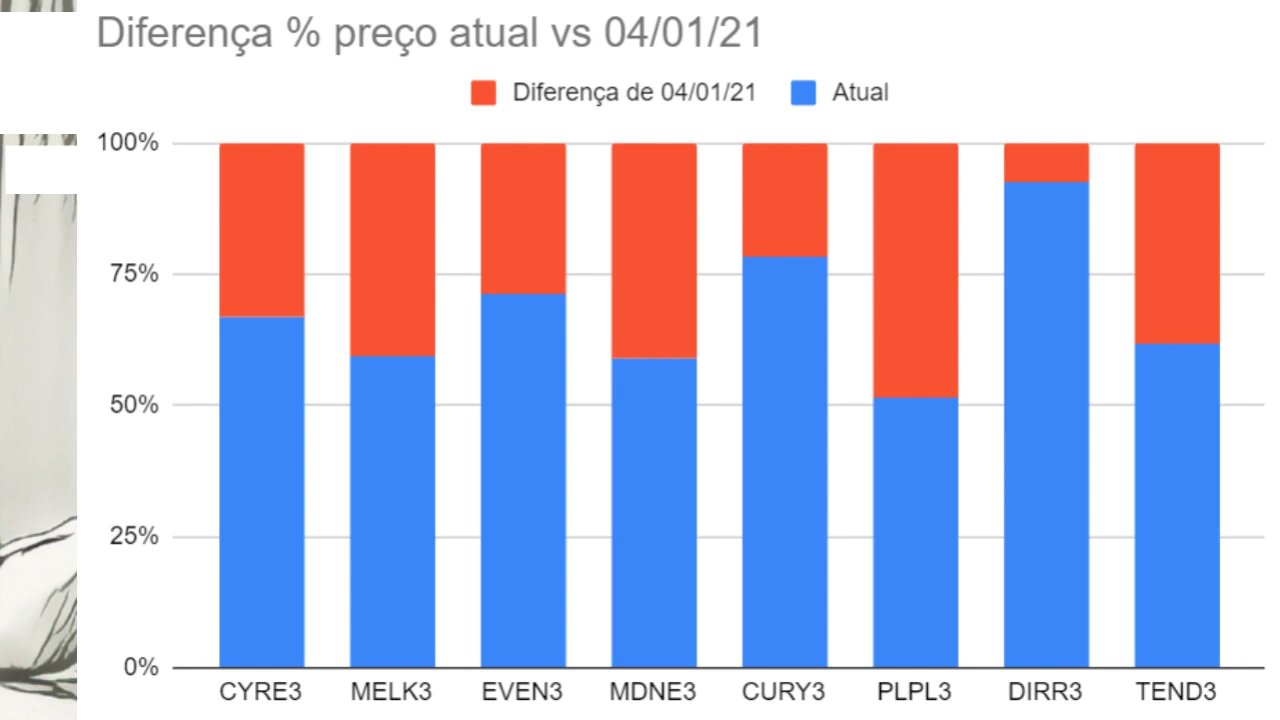 Diferença % preço atual vs 04/01/21
Diferença de 04/01/21 Atual
100%
75%
50%
25%
0%
CYRE3 MELK3 EVEN3 MDNE3 CURY3 PLPL3 DIRR3 TEND3